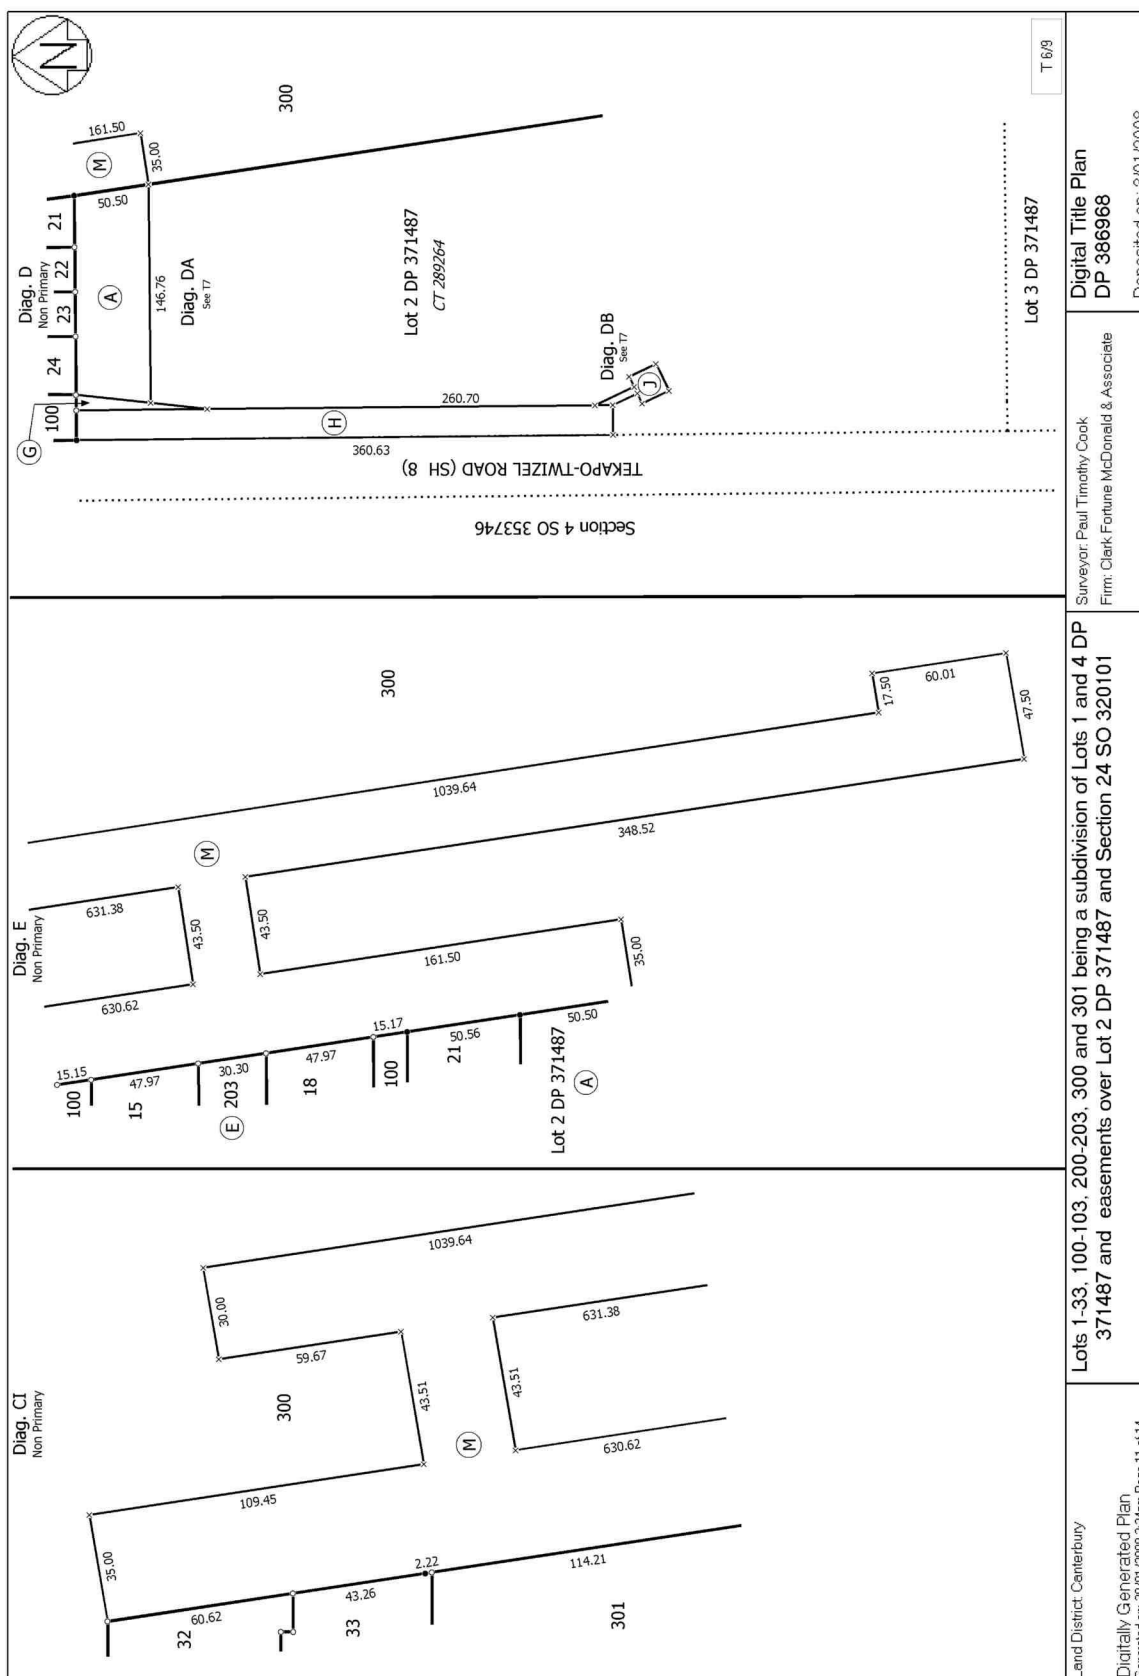 Diag. CI
Non Primary
35.00
109.45
60.62
32
43.26
33
2.22
114.21
301
300
30.00
59.67
43.51
1039.64
M
43.51
631.38
630.62
Diag. E
Non Primary
631.38
43.50
630.62
M
300
1039.64
43.50
348.52
161.50
35.00
17.50
60.01
47.50
15.15
100
47.97
15
30.30
203
E
47.97
18
15.17
100
50.56
21
50.50
Lot 2 DP 371487
A
N
Diag. D
Non Primary
G
100
24
23
22
21
A
M
161.50
35.00
50.50
300
146.76
Diag. DA
See T7
Lot 2 DP 371487
CT 289264
H
260.70
360.63
Diag. DB
See T7
J
TEKAPO-TWIZEL ROAD (SH 8)
Section 4 SO 353746
Lot 3 DP 371487
T 6/9
Land District: Canterbury
Digitally Generated Plan
Lots 1-33, 100-103, 200-203, 300 and 301 being a subdivision of Lots 1 and 4 DP
371487 and easements over Lot 2 DP 371487 and Section 24 SO 320101
Surveyor: Paul Timothy Cook
Firm: Clark Fortune McDonald & Associate
Digital Title Plan
DP 386968